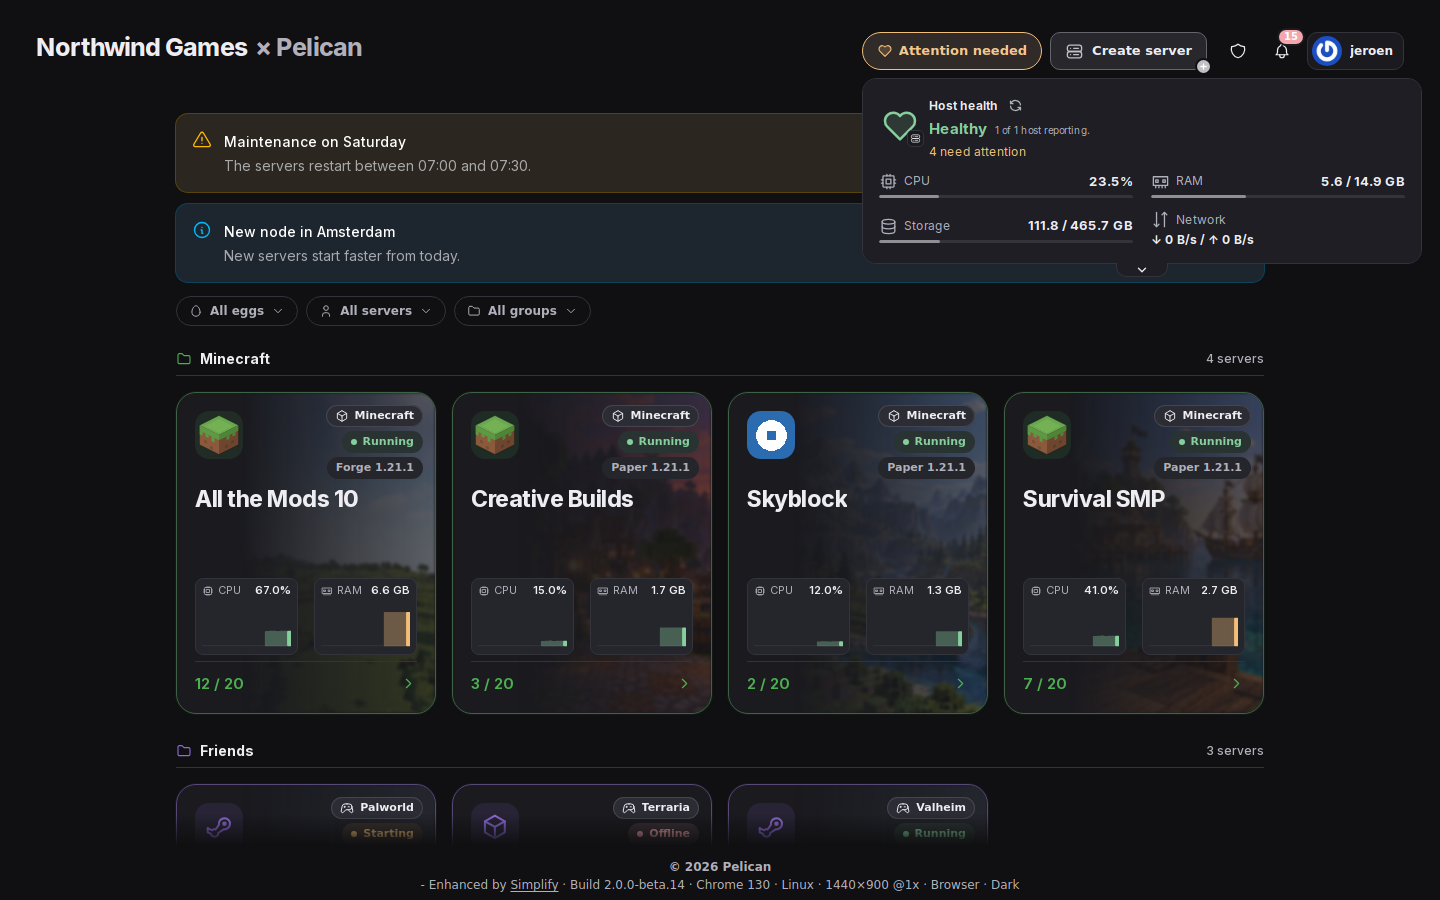 Northwind Games × Pelican
Attention needed
Create server
15
jeroen
Host health
Healthy 1 of 1 host reporting.
4 need attention
CPU 23.5%
RAM 5.6 / 14.9 GB
Storage 111.8 / 465.7 GB
Network
↓ 0 B/s / ↑ 0 B/s
Maintenance on Saturday
The servers restart between 07:00 and 07:30.
New node in Amsterdam
New servers start faster from today.
All eggs
All servers
All groups
Minecraft
4 servers
Minecraft
Running
Forge 1.21.1
All the Mods 10
CPU 67.0%
RAM 6.6 GB
12 / 20
Minecraft
Running
Paper 1.21.1
Creative Builds
CPU 15.0%
RAM 1.7 GB
3 / 20
Minecraft
Running
Paper 1.21.1
Skyblock
CPU 12.0%
RAM 1.3 GB
2 / 20
Minecraft
Running
Paper 1.21.1
Survival SMP
CPU 41.0%
RAM 2.7 GB
7 / 20
Friends
3 servers
Palworld
Starting
Terraria
Offline
Valheim
Running
© 2026 Pelican
- Enhanced by Simplify · Build 2.0.0-beta.14 · Chrome 130 · Linux · 1440×900 @1x · Browser · Dark